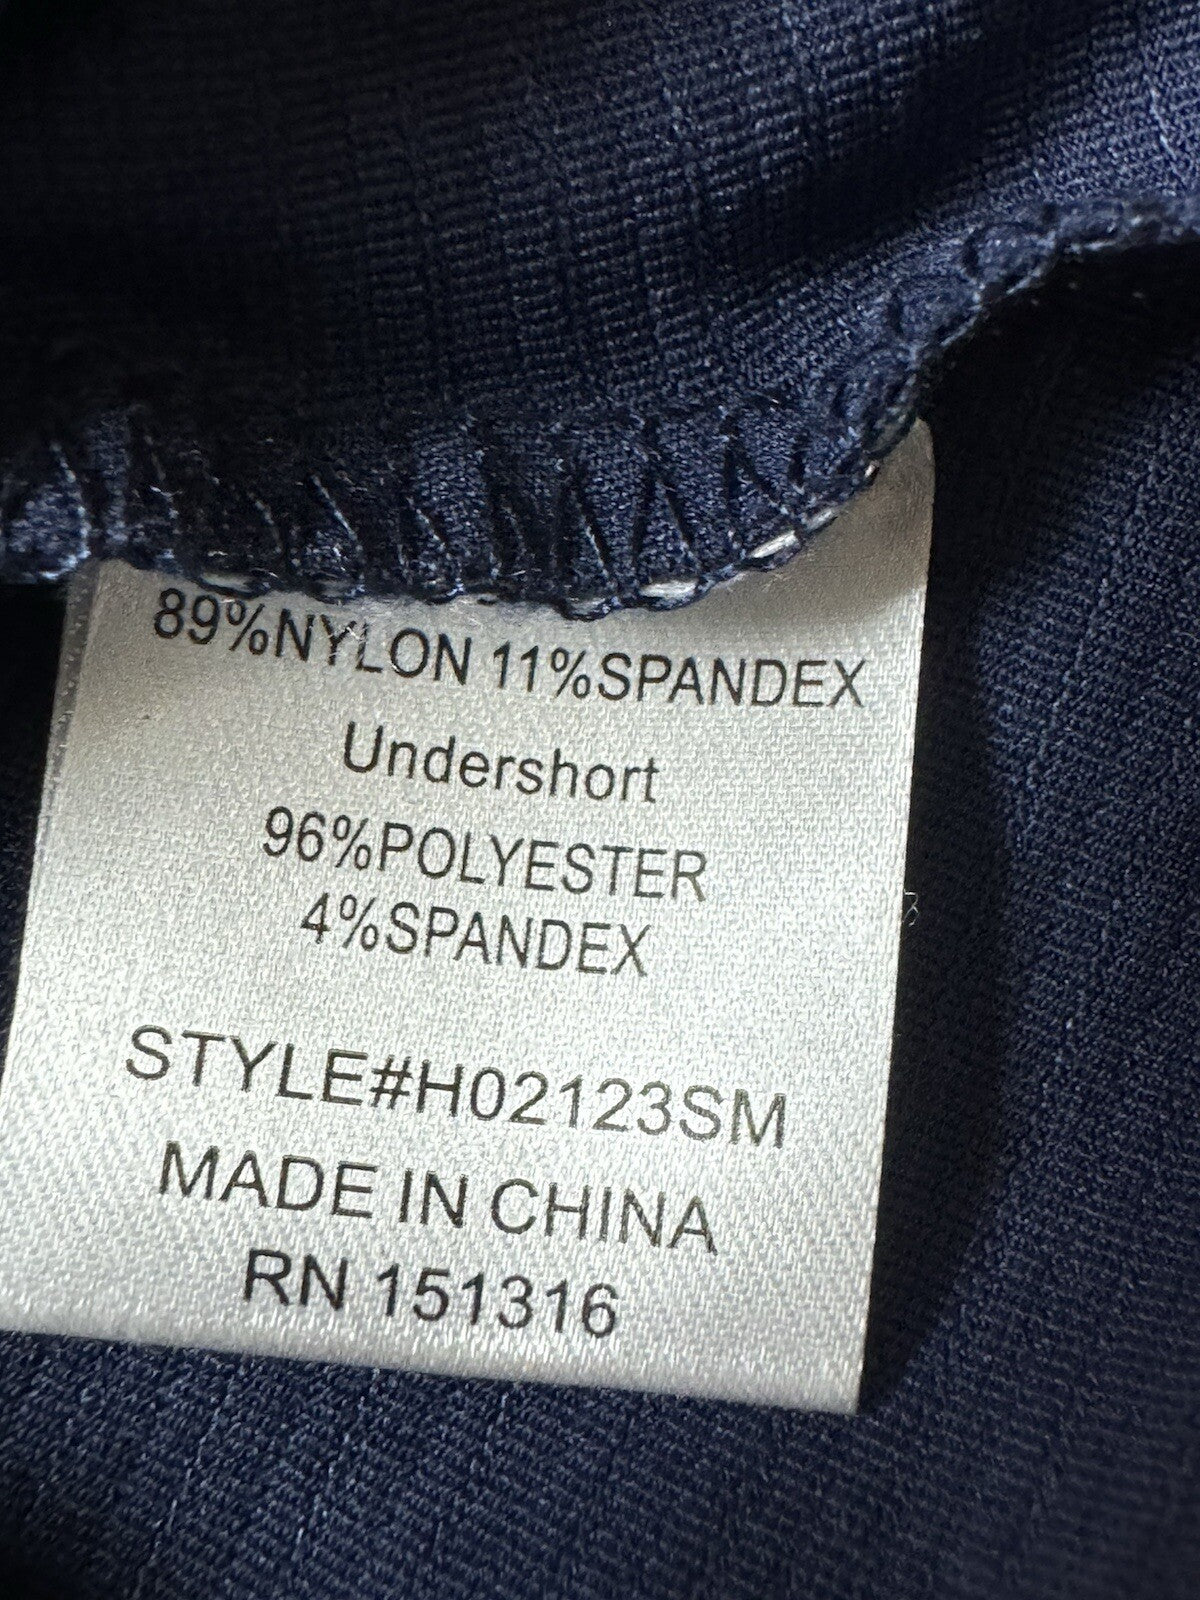 89%NYLON 11%SPANDEX
Undershort
96%POLYESTER
4%SPANDEX
STYLE#H02123SM
MADE IN CHINA
RN 151316